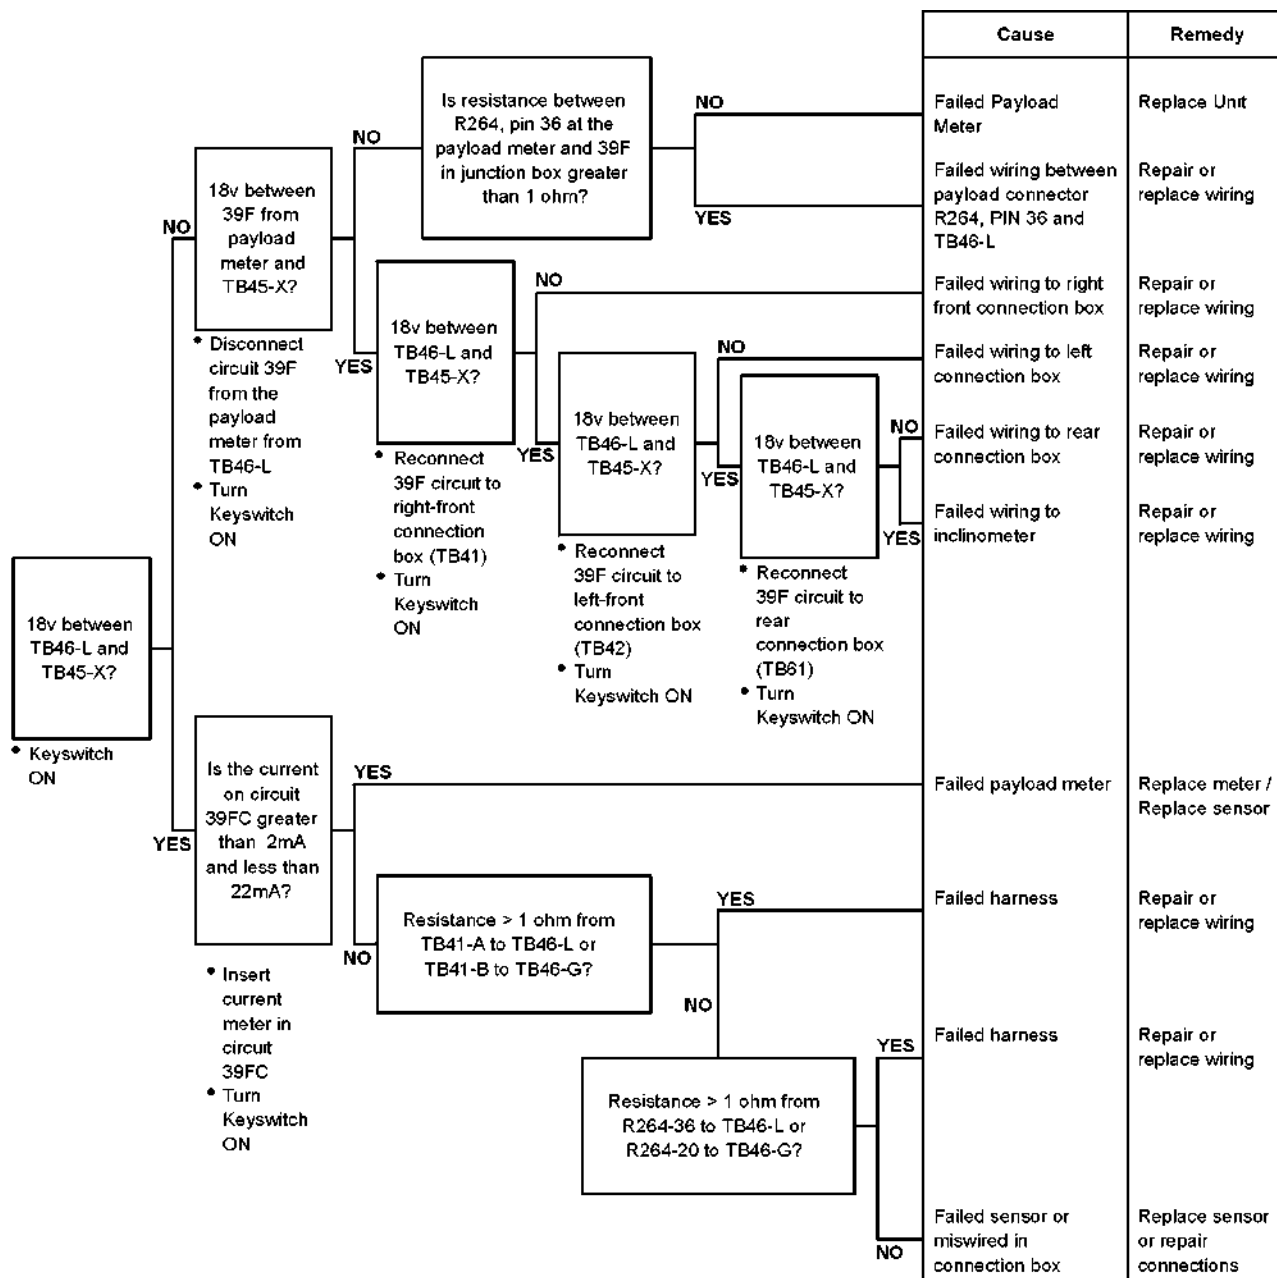 Cause
Remedy
Is resistance between
R264, pin 36 at the
payload meter and 39F
in junction box greater
than 1 ohm?
NO
NO
YES
Failed Payload
Meter
Replace Unit
Failed wiring between
payload connector
R264, PIN 36 and
TB46-L
Repair or
replace wiring
18v between
39F from
payload
meter and
TB45-X?
NO
• Disconnect
circuit 39F
from the
payload
meter from
TB46-L
• Turn
Keyswitch
ON
YES
18v between
TB46-L and
TB45-X?
• Reconnect
39F circuit to
right-front
connection
box (TB41)
• Turn
Keyswitch
ON
NO
Failed wiring to right
front connection box
Repair or
replace wiring
YES
18v between
TB46-L and
TB45-X?
• Reconnect
39F circuit to
left-front
connection box
(TB42)
• Turn
Keyswitch ON
NO
Failed wiring to left
connection box
Repair or
replace wiring
YES
18v between
TB46-L and
TB45-X?
• Reconnect
39F circuit to
rear
connection box
(TB61)
• Turn
Keyswitch ON
NO
Failed wiring to rear
connection box
Repair or
replace wiring
YES
Failed wiring to
inclinometer
Repair or
replace wiring
18v between
TB46-L and
TB45-X?
• Keyswitch
ON
YES
Is the current
on circuit
39FC greater
than 2mA
and less than
22mA?
• Insert
current
meter in
circuit
39FC
• Turn
Keyswitch
ON
YES
Failed payload meter
Replace meter /
Replace sensor
NO
Resistance > 1 ohm from
TB41-A to TB46-L or
TB41-B to TB46-G?
YES
Failed harness
Repair or
replace wiring
NO
Resistance > 1 ohm from
R264-36 to TB46-L or
R264-20 to TB46-G?
YES
Failed harness
Repair or
replace wiring
NO
Failed sensor or
miswired in
connection box
Replace sensor
or repair
connections